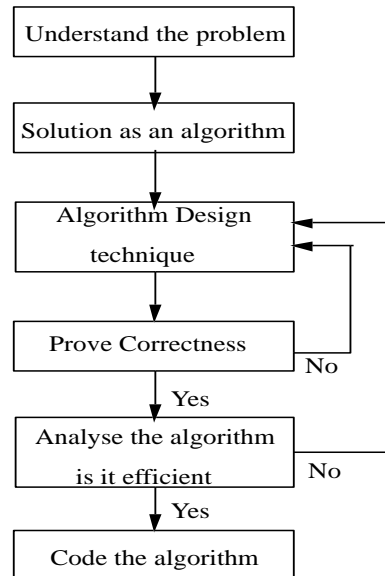 Understand the problem
Solution as an algorithm
Algorithm Design
technique
Prove Correctness
No
Yes
Analyse the algorithm
is it efficient
No
Yes
Code the algorithm